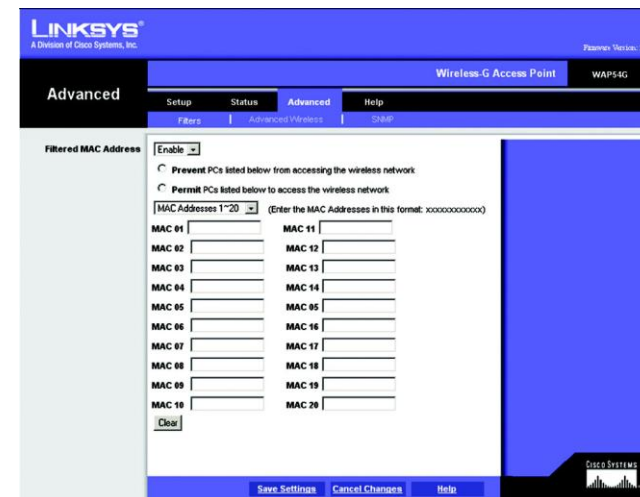 LINKSYS®
A Division of Cisco Systems, Inc.
Firmware Version:
Wireless-G Access Point WAP54G
Advanced
Setup Status Advanced Help
Filters | Advanced Wireless | SNMP
Filtered MAC Address Enable
Prevent PCs listed below from accessing the wireless network
Permit PCs listed below to access the wireless network
MAC Addresses 1~20 (Enter the MAC Addresses in this format: xxxxxxxxxxxx)
MAC 01 MAC 11
MAC 02 MAC 12
MAC 03 MAC 13
MAC 04 MAC 14
MAC 05 MAC 05
MAC 06 MAC 16
MAC 07 MAC 17
MAC 08 MAC 18
MAC 09 MAC 19
MAC 10 MAC 20
Clear
CISCO SYSTEMS
Save Settings Cancel Changes Help